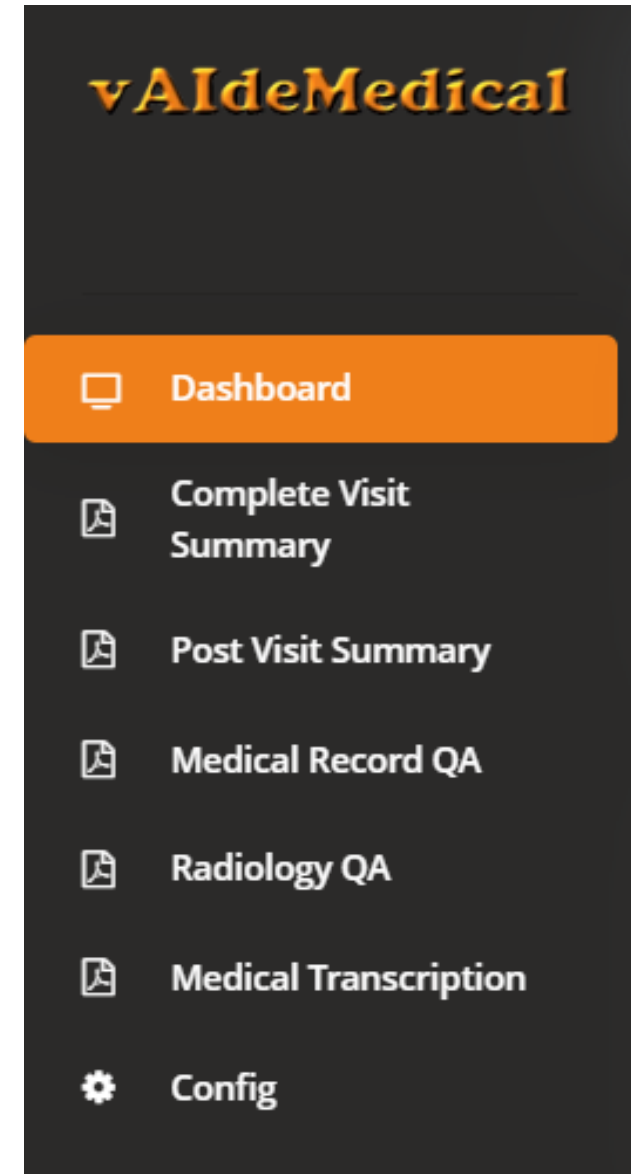 vAIdeMedical
Dashboard
Complete Visit
Summary
Post Visit Summary
Medical Record QA
Radiology QA
Medical Transcription
Config